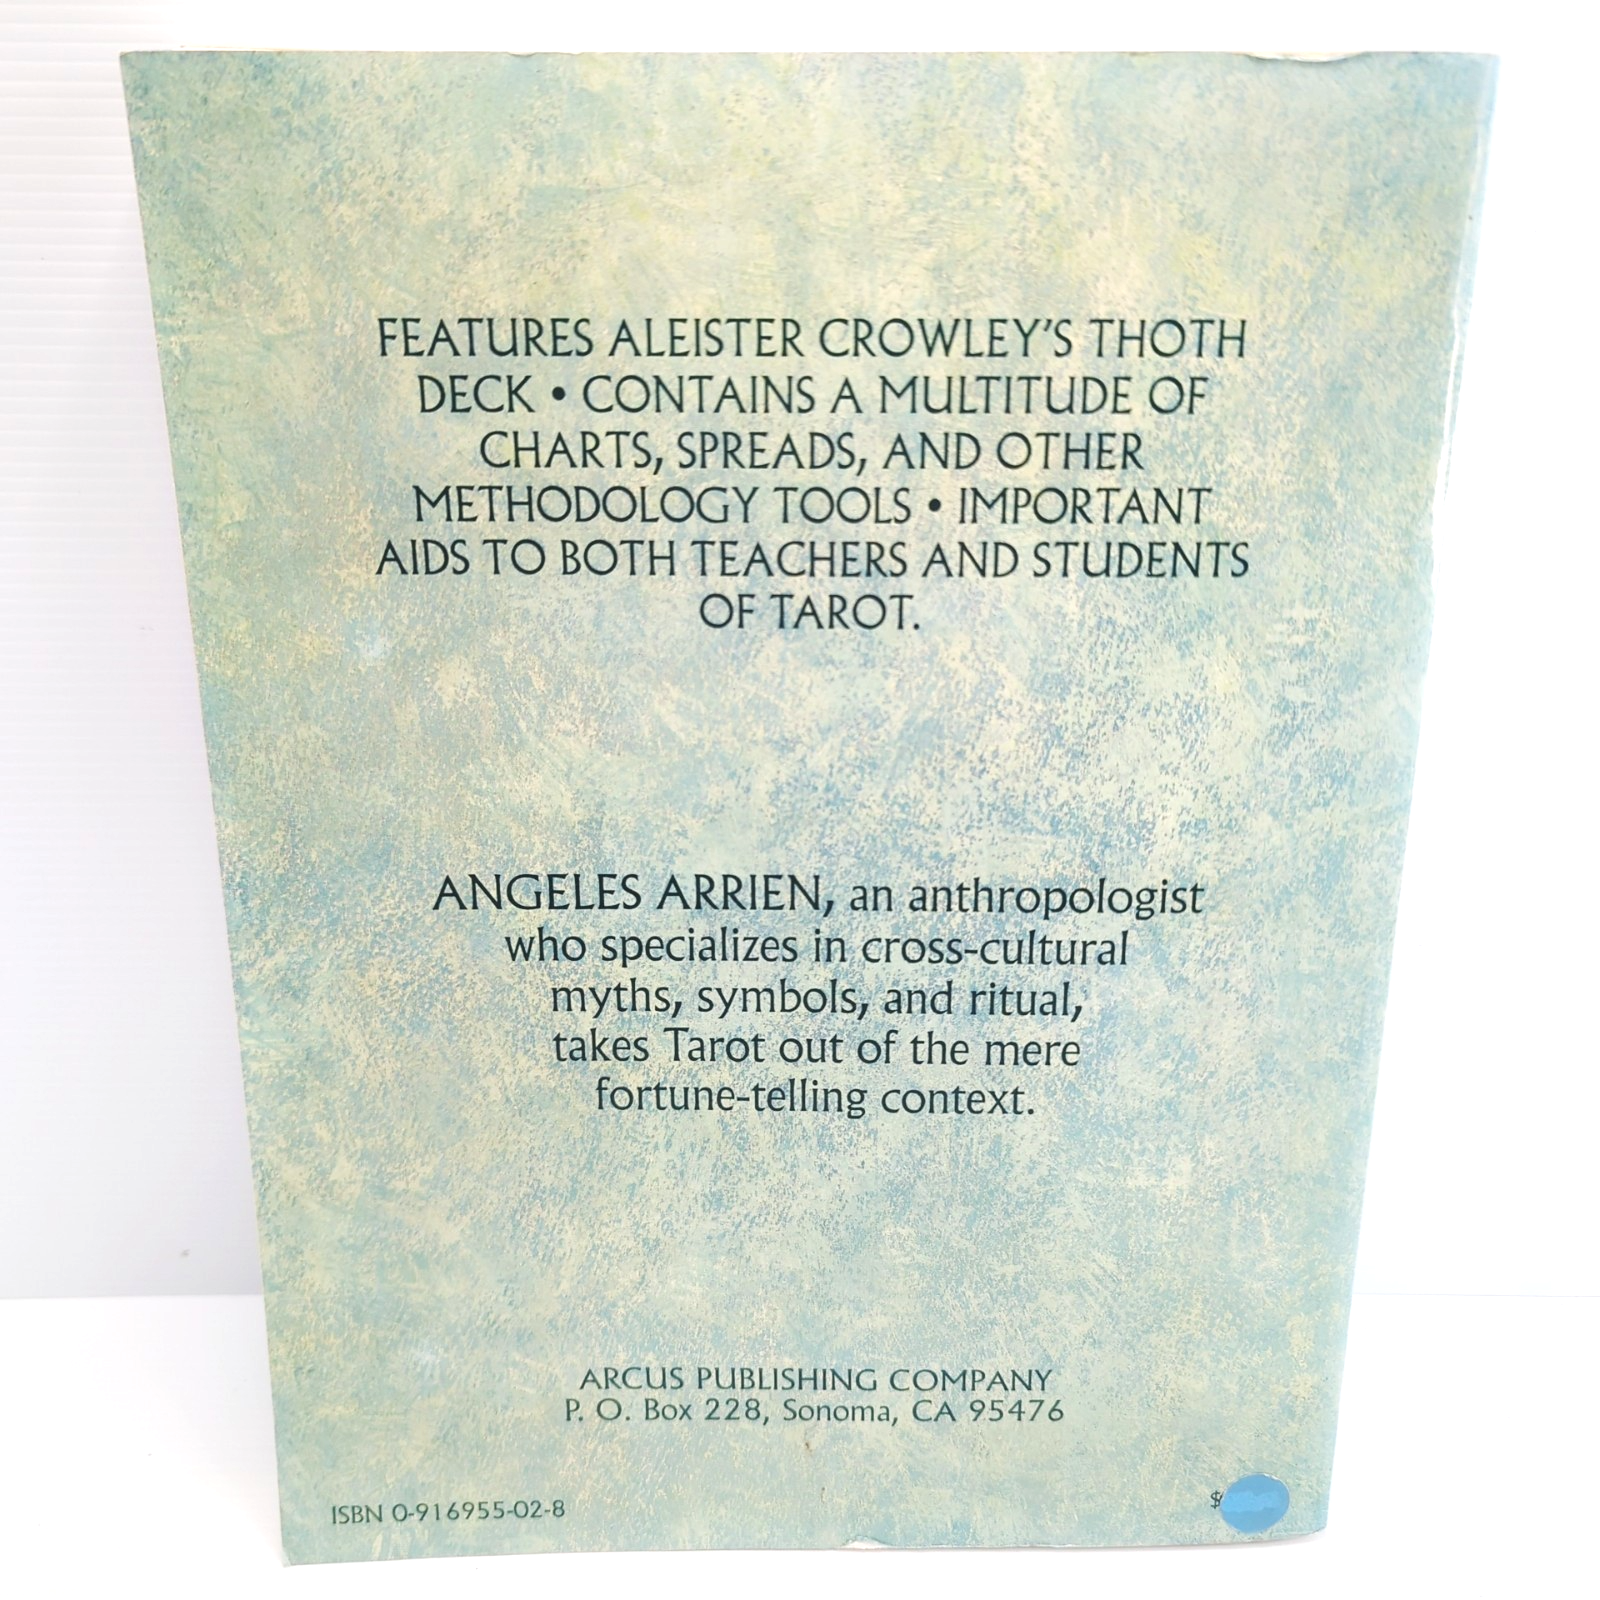 FEATURES ALEISTER CROWLEY'S THOTH
DECK • CONTAINS A MULTITUDE OF
CHARTS, SPREADS, AND OTHER
METHODOLOGY TOOLS • IMPORTANT
AIDS TO BOTH TEACHERS AND STUDENTS
OF TAROT.
ANGELES ARRIEN, an anthropologist
who specializes in cross-cultural
myths, symbols, and ritual,
takes Tarot out of the mere
fortune-telling context.
ARCUS PUBLISHING COMPANY
P. O. Box 228, Sonoma, CA 95476
ISBN 0-916955-02-8
$